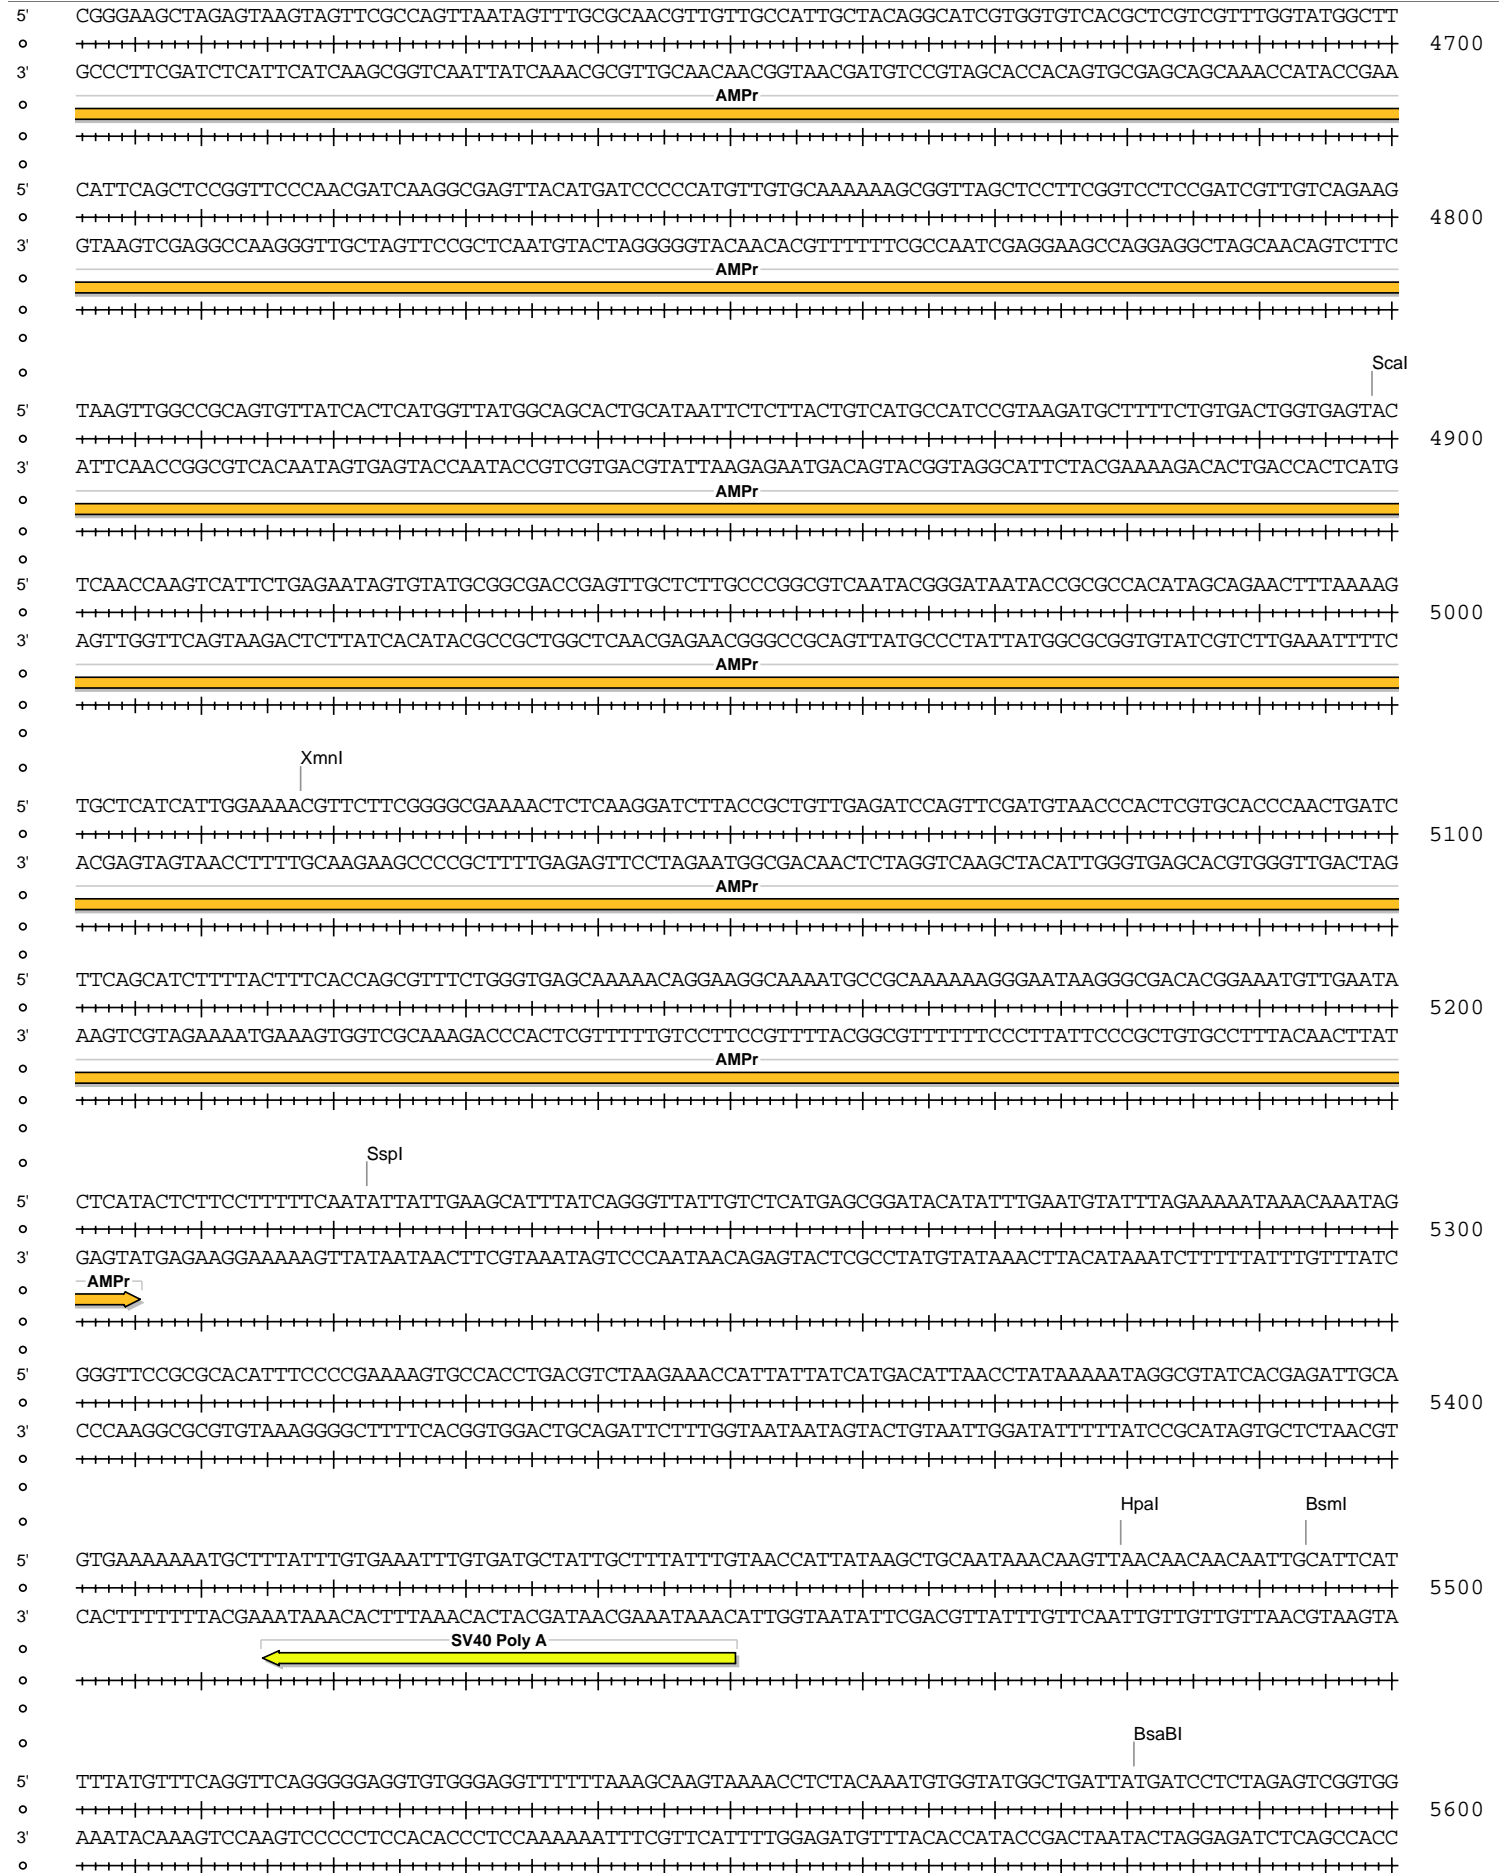 5' CGGGAAGCTAGAGTAAGTAGTTCGCCAGTTAATAGTTTGCGCAACGTTGTTGCCATTGCTACAGGCATCGTGGTGTCACGCTCGTCGTTTGGTATGGCTT
4700
3' GCCCTTCGATCTCATTCATCAAGCGGTCAATTATCAAACGCGTTGCAACAACGGTAACGATGTCCGTAGCACCACAGTGCGAGCAGCAAACCATACCGAA
AMPr
5' CATTCAGCTCCGGTTCCCAACGATCAAGGCGAGTTACATGATCCCCCATGTTGTGCAAAAAAGCGGTTAGCTCCTTCGGTCCTCCGATCGTTGTCAGAAG
4800
3' GTAAGTCGAGGCCAAGGGTTGCTAGTTCCGCTCAATGTACTAGGGGGTACAACACGTTTTTTCGCCAATCGAGGAAGCCAGGAGGCTAGCAACAGTCTTC
AMPr
ScaI
5' TAAGTTGGCCGCAGTGTTATCACTCATGGTTATGGCAGCACTGCATAATTCTCTTACTGTCATGCCATCCGTAAGATGCTTTTCTGTGACTGGTGAGTAC
4900
3' ATTCAACCGGCGTCACAATAGTGAGTACCAATACCGTCGTGACGTATTAAGAGAATGACAGTACGGTAGGCATTCTACGAAAAGACACTGACCACTCATG
AMPr
5' TCAACCAAGTCATTCTGAGAATAGTGTATGCGGCGACCGAGTTGCTCTTGCCCGGCGTCAATACGGGATAATACCGCGCCACATAGCAGAACTTTAAAAG
5000
3' AGTTGGTTCAGTAAGACTCTTATCACATACGCCGCTGGCTCAACGAGAACGGGCCGCAGTTATGCCCTATTATGGCGCGGTGTATCGTCTTGAAATTTTC
AMPr
XmnI
5' TGCTCATCATTGGAAAACGTTCTTCGGGGCGAAAACTCTCAAGGATCTTACCGCTGTTGAGATCCAGTTCGATGTAACCCACTCGTGCACCCAACTGATC
5100
3' ACGAGTAGTAACCTTTTGCAAGAAGCCCCGCTTTTGAGAGTTCCTAGAATGGCGACAACTCTAGGTCAAGCTACATTGGGTGAGCACGTGGGTTGACTAG
AMPr
5' TTCAGCATCTTTTACTTTCACCAGCGTTTCTGGGTGAGCAAAAACAGGAAGGCAAAATGCCGCAAAAAAGGGAATAAGGGCGACACGGAAATGTTGAATA
5200
3' AAGTCGTAGAAAATGAAAGTGGTCGCAAAGACCCACTCGTTTTTGTCCTTCCGTTTTACGGCGTTTTTTCCCTTATTCCCGCTGTGCCTTTACAACTTAT
AMPr
SspI
5' CTCATACTCTTCCTTTTTCAATATTATTGAAGCATTTATCAGGGTTATTGTCTCATGAGCGGATACATATTTGAATGTATTTAGAAAAATAAACAAATAG
5300
3' GAGTATGAGAAGGAAAAAGTTATAATAACTTCGTAAATAGTCCCAATAACAGAGTACTCGCCTATGTATAAACTTACATAAATCTTTTTATTTGTTTATC
AMPr
5' GGGTTCCGCGCACATTTCCCCGAAAAGTGCCACCTGACGTCTAAGAAACCATTATTATCATGACATTAACCTATAAAAATAGGCGTATCACGAGATTGCA
5400
3' CCCAAGGCGCGTGTAAAGGGGCTTTTCACGGTGGACTGCAGATTCTTTGGTAATAATAGTACTGTAATTGGATATTTTTATCCGCATAGTGCTCTAACGT
HpaI BsmI
5' GTGAAAAAAATGCTTTATTTGTGAAATTTGTGATGCTATTGCTTTATTTGTAACCATTATAAGCTGCAATAAACAAGTTAACAACAACAATTGCATTCAT
5500
3' CACTTTTTTTACGAAATAAACACTTTAAACACTACGATAACGAAATAAACATTGGTAATATTCGACGTTATTTGTTCAATTGTTGTTGTTAACGTAAGTA
SV40 Poly A
BsaBI
5' TTTATGTTTCAGGTTCAGGGGGAGGTGTGGGAGGTTTTTTAAAGCAAGTAAAACCTCTACAAATGTGGTATGGCTGATTATGATCCTCTAGAGTCGGTGG
5600
3' AAATACAAAGTCCAAGTCCCCCTCCACACCCTCCAAAAAATTTCGTTCATTTTGGAGATGTTTACACCATACCGACTAATACTAGGAGATCTCAGCCACC